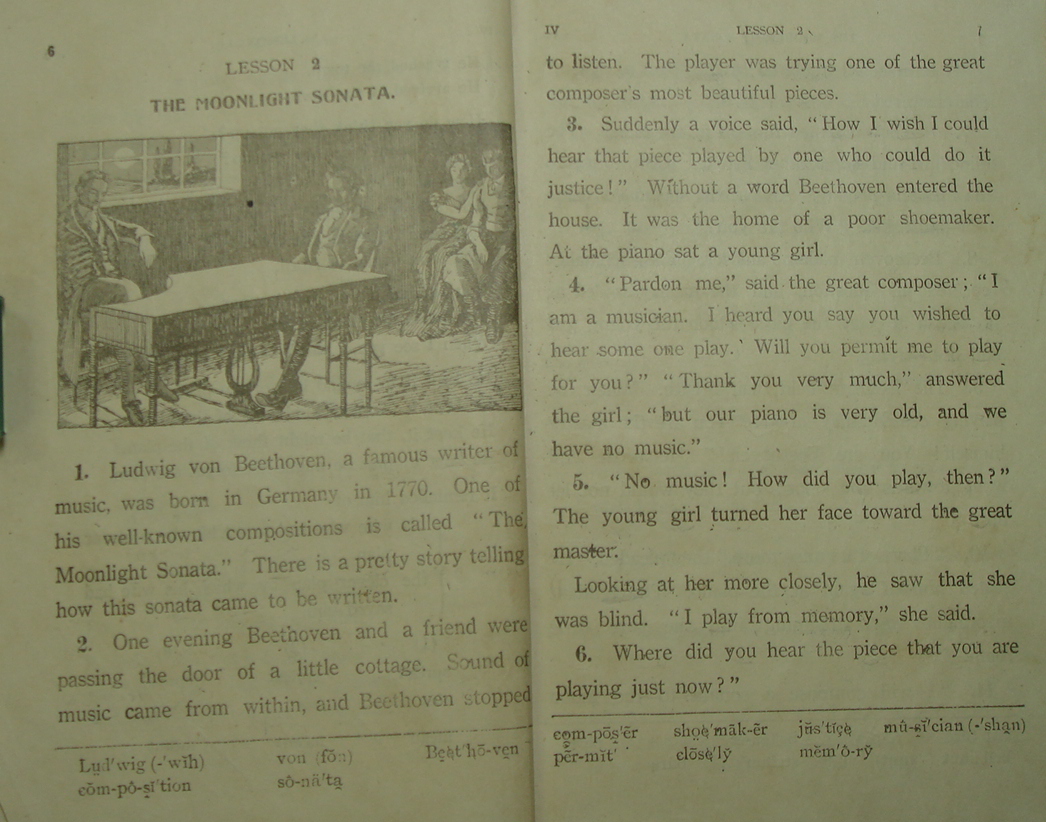 6
LESSON 2
THE MOONLIGHT SONATA.
1. Ludwig von Beethoven, a famous writer of
music, was born in Germany in 1770. One of
his well-known compositions is called “The
Moonlight Sonata.” There is a pretty story telling
how this sonata came to be written.
2. One evening Beethoven and a friend were
passing the door of a little cottage. Sound of
music came from within, and Beethoven stopped
Lṳd′wig (-′wĭh) von (fŏn) Beet′hō-ven
cŏm-pô-ṣĭ′tion sô-nä′ta
IV LESSON 2
to listen. The player was trying one of the great
composer's most beautiful pieces.
3. Suddenly a voice said, “How I wish I could
hear that piece played by one who could do it
justice!” Without a word Beethoven entered the
house. It was the home of a poor shoemaker.
At the piano sat a young girl.
4. “Pardon me,” said the great composer; “I
am a musician. I heard you say you wished to
hear some one play.' Will you permit me to play
for you?” “Thank you very much,” answered
the girl; “but our piano is very old, and we
have no music.”
5. “No music! How did you play, then?”
The young girl turned her face toward the great
master.
Looking at her more closely, he saw that she
was blind. “I play from memory,” she said.
6. Where did you hear the piece that you are
playing just now?”
com-pōs′ẽr shoe′māk-ẽr jŭs′tĭçe mû-ṣĭ′cian (-′shan)
pẽr-mĭt′ clōse′lў mĕm′ô-rў